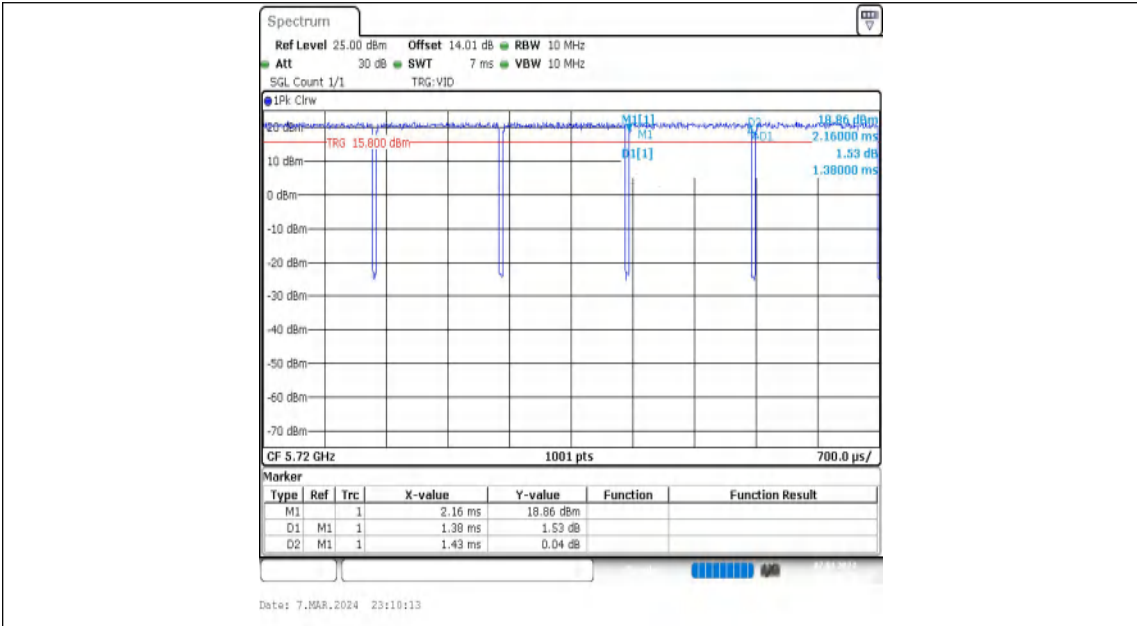 Spectrum
Ref Level 25.00 dBm Offset 14.01 dB RBW 10 MHz
Att 30 dB SWT 7 ms VBW 10 MHz
SGL Count 1/1 TRG:VID
1Pk Clrw
M1[1] 18.86 dBm
20 dBm D2
M1 D1 2.16000 ms
TRG 15.800 dBm
D1[1] 1.53 dB
10 dBm
1.38000 ms
0 dBm
-10 dBm
-20 dBm
-30 dBm
-40 dBm
-50 dBm
-60 dBm
-70 dBm
CF 5.72 GHz 1001 pts 700.0 µs/
Marker
Type Ref Trc X-value Y-value Function Function Result
M1 1 2.16 ms 18.86 dBm
D1 M1 1 1.38 ms 1.53 dB
D2 M1 1 1.43 ms 0.04 dB
Date: 7.MAR.2024 23:10:13